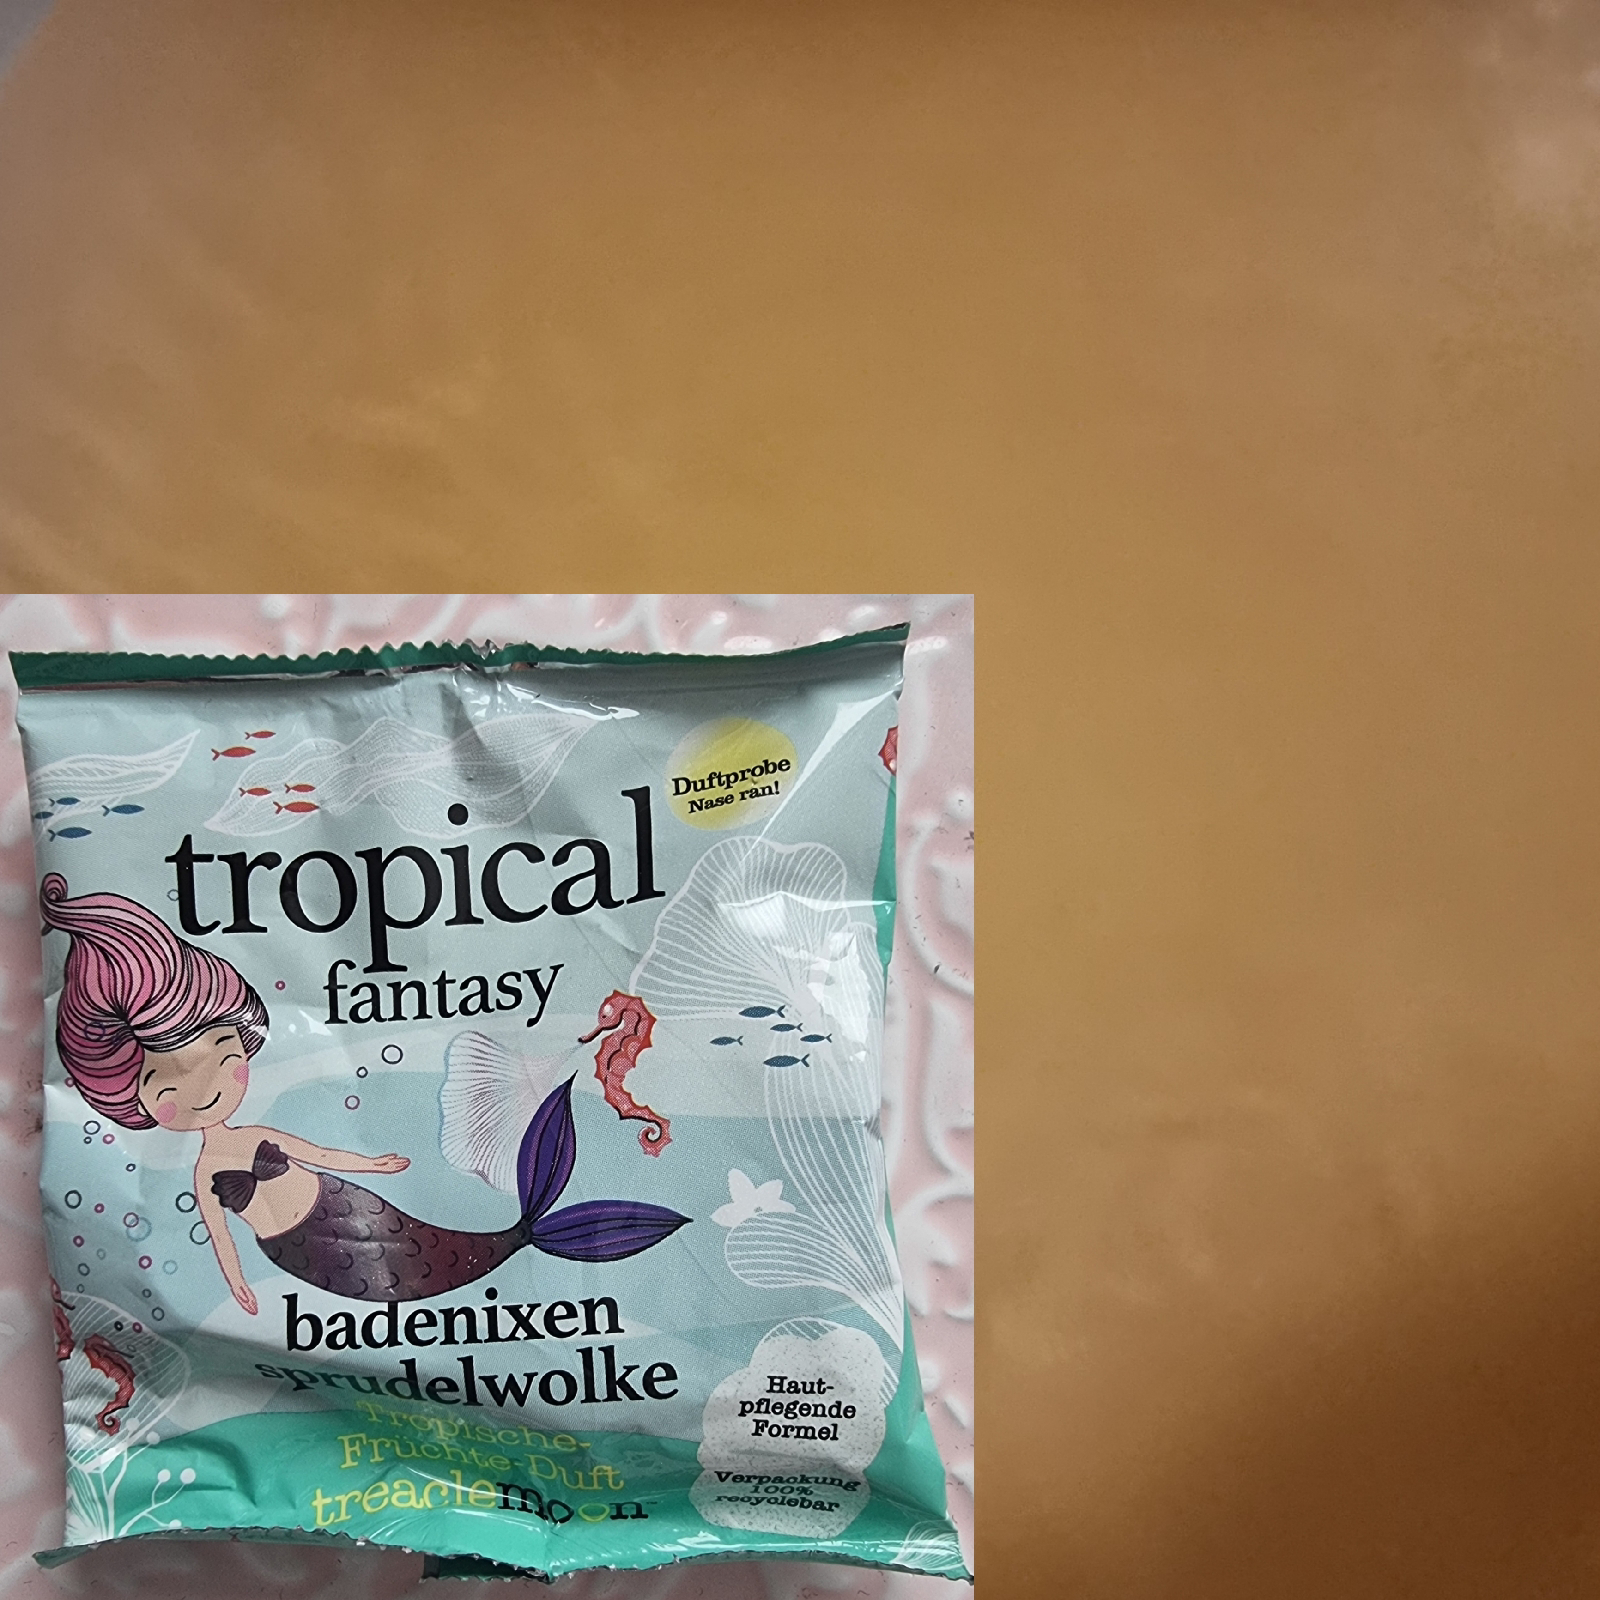 Duftprobe
Nase ran!
tropical
fantasy
badenixen
sprudelwolke
Tropische-
Früchte-Duft
treaclemoon
Haut-
pflegende
Formel
Verpackung
100%
recyclebar